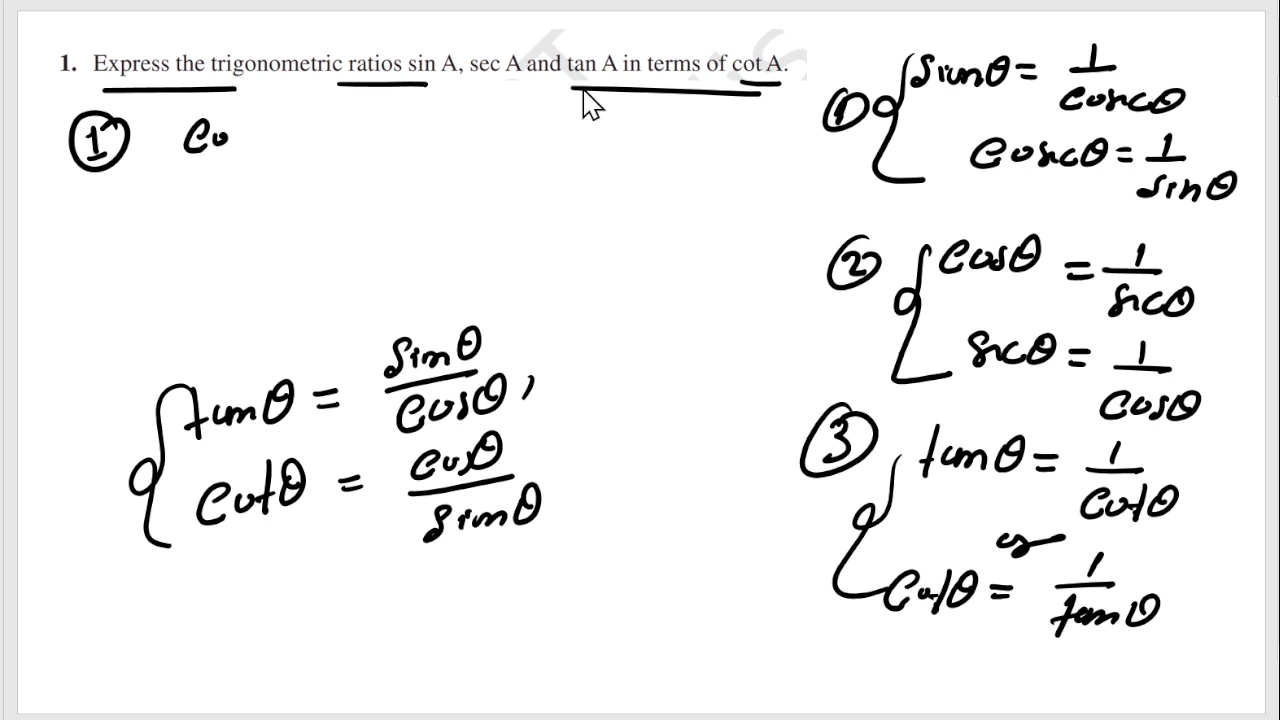 1. Express the trigonometric ratios sin A, sec A and tan A in terms of cot A.
① Co
① sinθ = 1/cosecθ
cosecθ = 1/sinθ
② cosθ = 1/secθ
secθ = 1/cosθ
③ tanθ = 1/cotθ
or
cotθ = 1/tanθ
tanθ = sinθ/cosθ,
cotθ = cosθ/sinθ